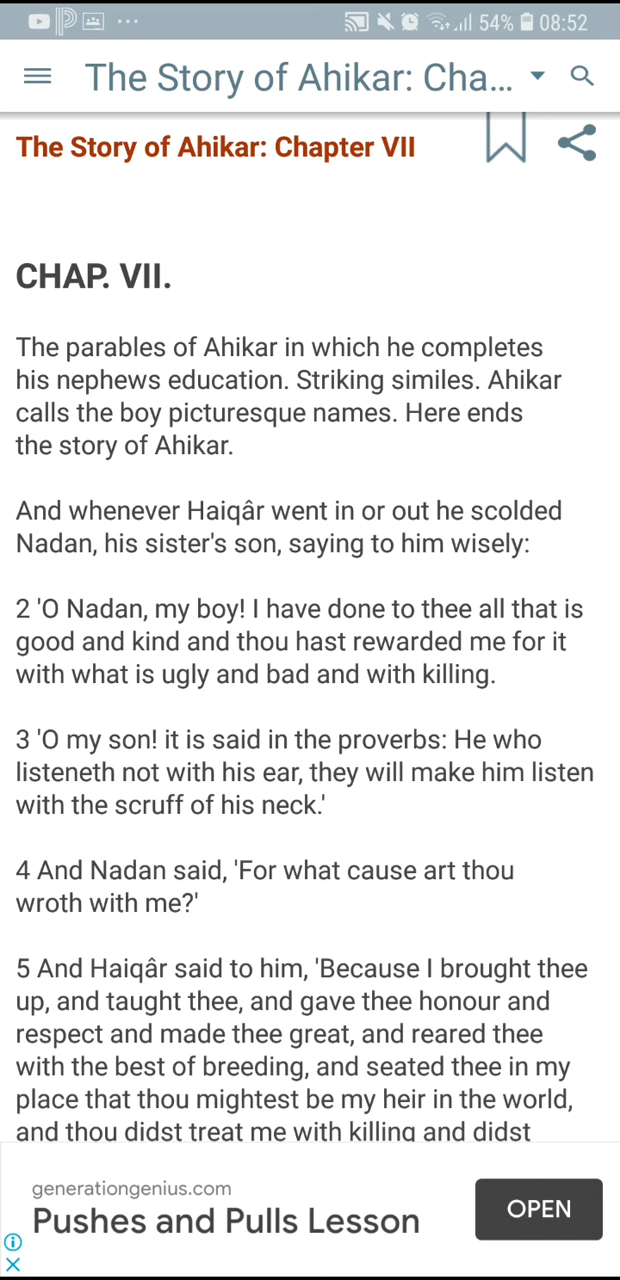 54% 08:52
The Story of Ahikar: Cha...
The Story of Ahikar: Chapter VII
CHAP. VII.
The parables of Ahikar in which he completes
his nephews education. Striking similes. Ahikar
calls the boy picturesque names. Here ends
the story of Ahikar.
And whenever Haiqâr went in or out he scolded
Nadan, his sister's son, saying to him wisely:
2 'O Nadan, my boy! I have done to thee all that is
good and kind and thou hast rewarded me for it
with what is ugly and bad and with killing.
3 'O my son! it is said in the proverbs: He who
listeneth not with his ear, they will make him listen
with the scruff of his neck.'
4 And Nadan said, 'For what cause art thou
wroth with me?'
5 And Haiqâr said to him, 'Because I brought thee
up, and taught thee, and gave thee honour and
respect and made thee great, and reared thee
with the best of breeding, and seated thee in my
place that thou mightest be my heir in the world,
and thou didst treat me with killing and didst
generationgenius.com
Pushes and Pulls Lesson
OPEN